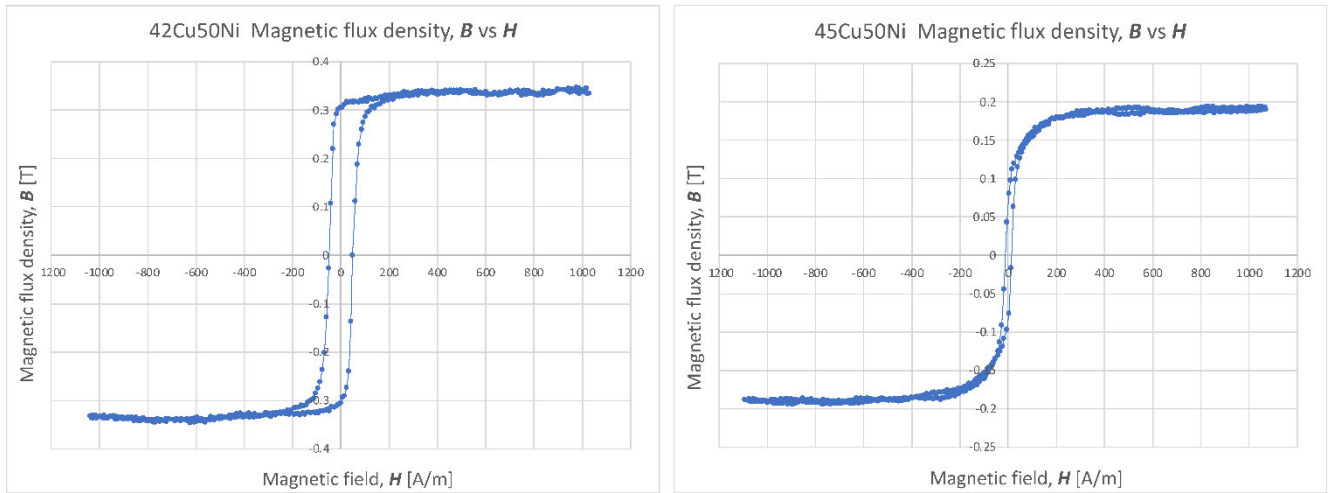 42Cu50Ni Magnetic flux density, B vs H
0.4
0.3
0.2
0.1
0
-0.1
-0.2
-0.3
-0.4
1200 -1000 -800 -600 -400 -200 0 200 400 600 800 1000 1200
Magnetic flux density, B [T]
Magnetic field, H [A/m]
45Cu50Ni Magnetic flux density, B vs H
0.25
0.2
0.15
0.1
0.05
0
-0.05
-0.1
-0.15
-0.2
-0.25
1200 -1000 -800 -600 -400 -200 0 200 400 600 800 1000 1200
Magnetic flux density, B [T]
Magnetic field, H [A/m]